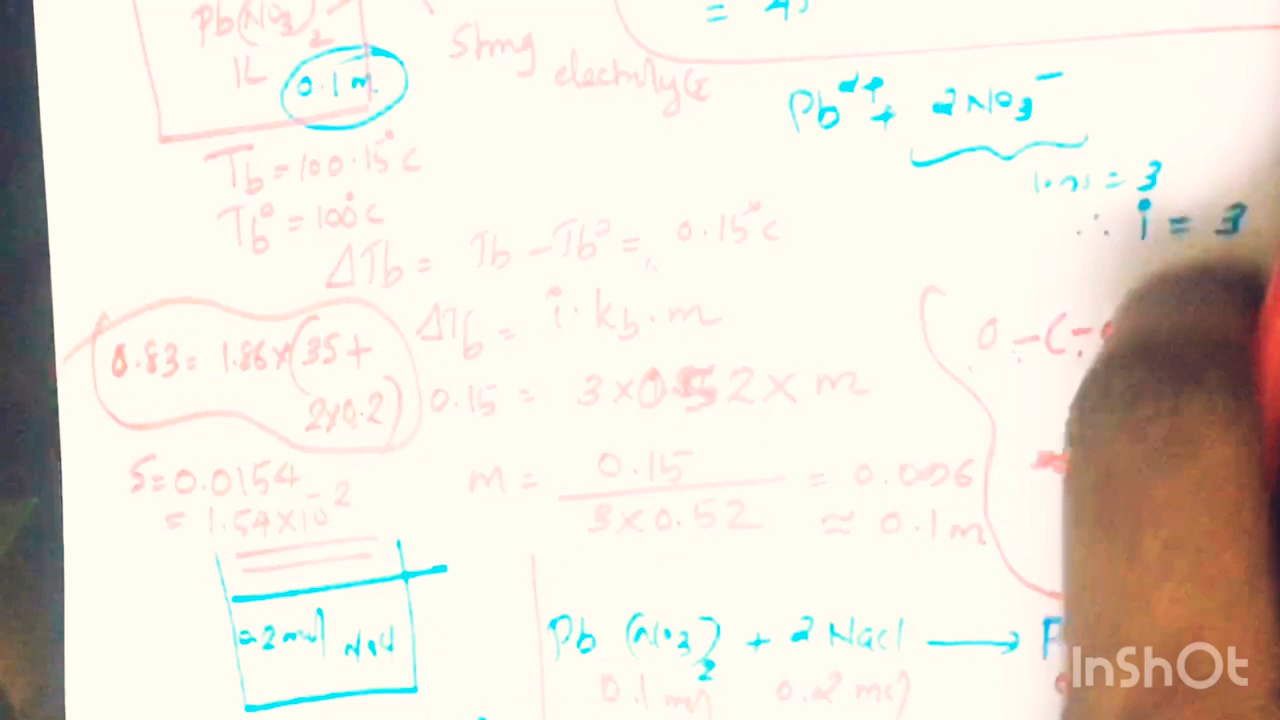 Pb(NO3)2
1L 0.1m
Strong electrolyte
= 4
Pb2+ + 2NO3-
ions = 3
∴ i = 3
Tb = 100.15°C
Tb° = 100°C
ΔTb = Tb - Tb° = 0.15°C
ΔTb = i. kb. m
0.83 = 1.86 × (35 +
2×0.2)
0.15 = 3 × 0.52 × m
O - C -
S = 0.0154
= 1.54 × 10^-2
m = 0.15 / 3 × 0.52 = 0.096
≈ 0.1m
0.2 mol NaCl
Pb(NO3)2 + 2NaCl →
0.1 mol 0.2 mol
InShOt